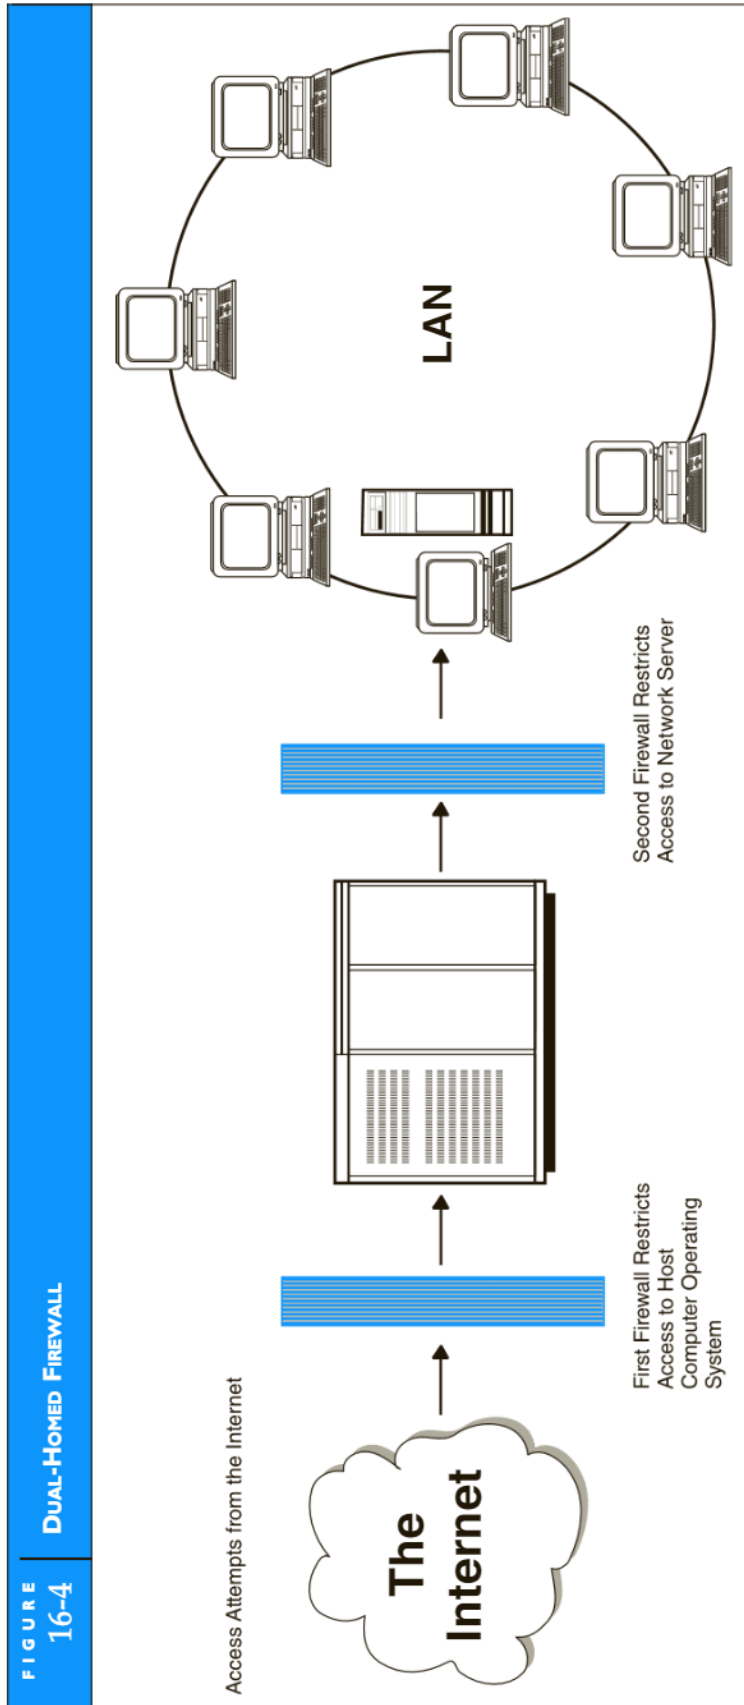 FIGURE
16-4
DUAL-HOMED FIREWALL
Access Attempts from the Internet
The
Internet
First Firewall Restricts
Access to Host
Computer Operating
System
Second Firewall Restricts
Access to Network Server
LAN